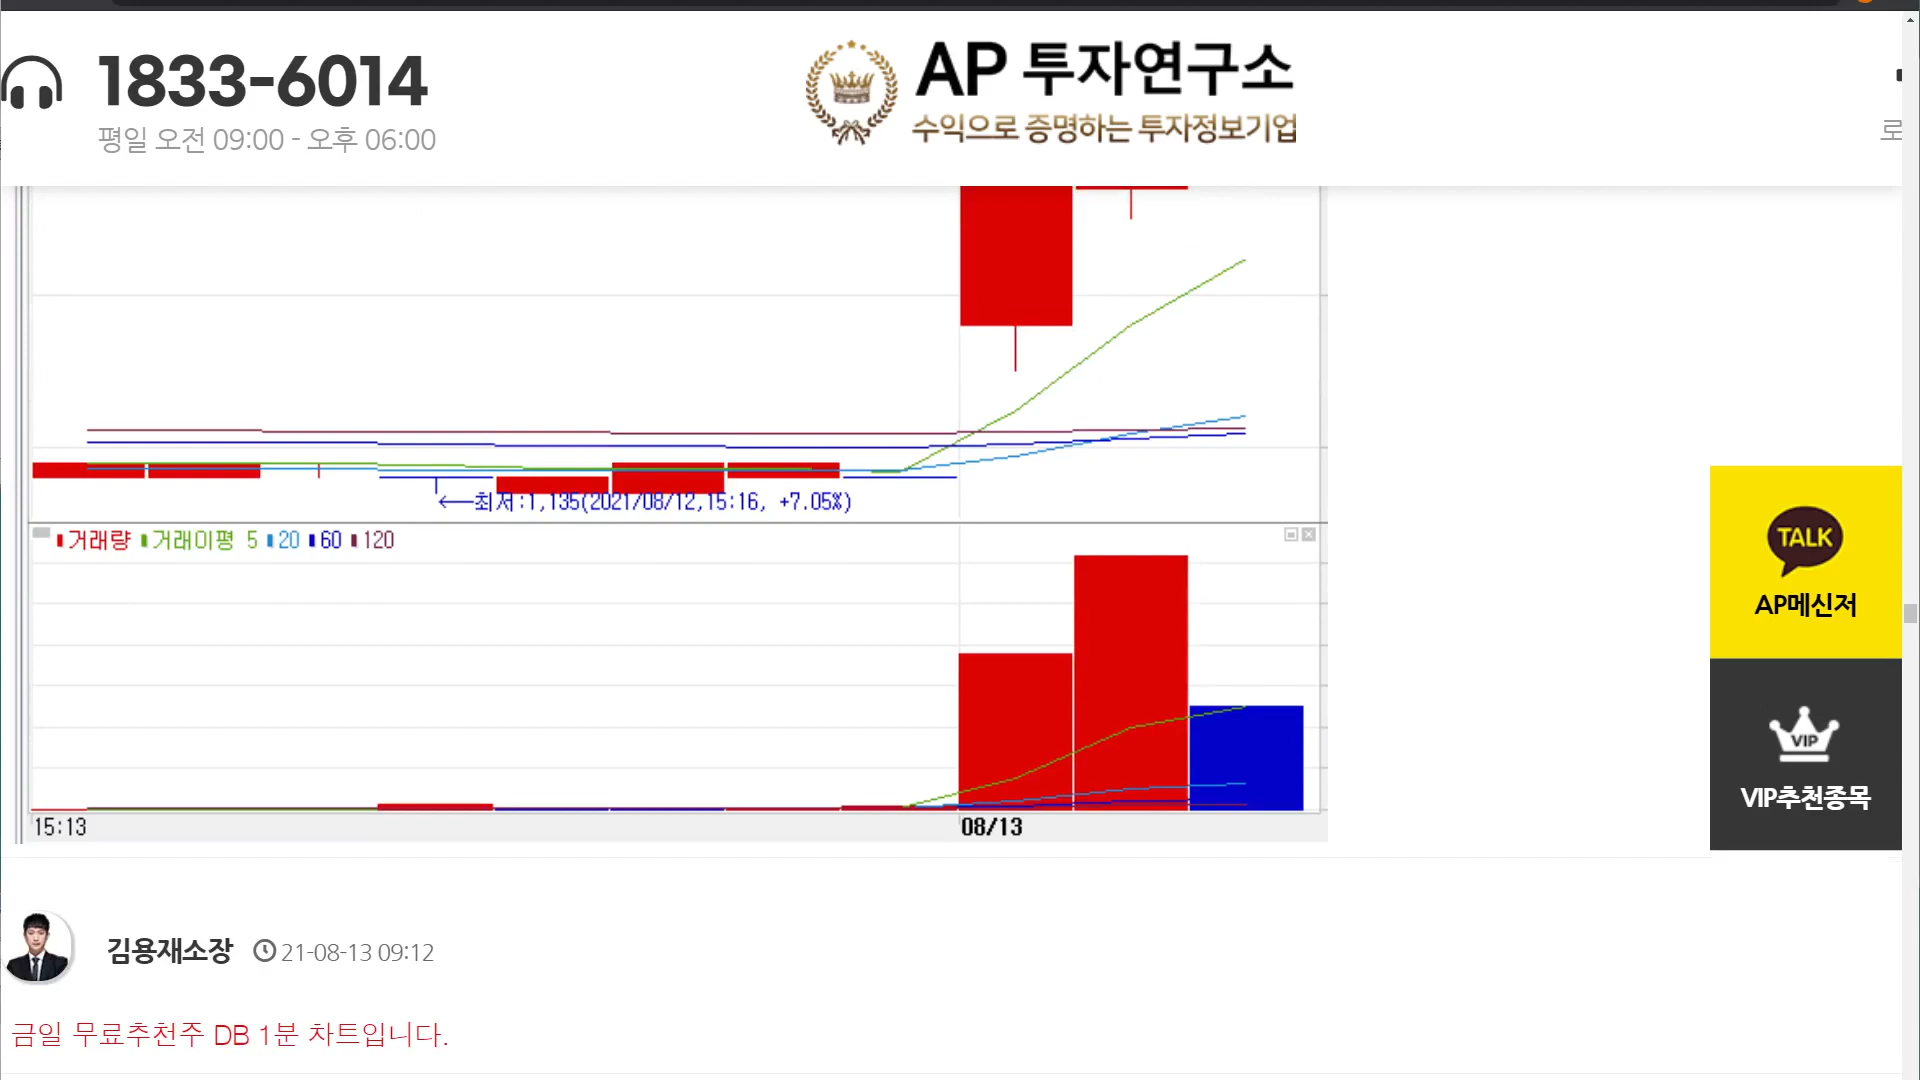 1833-6014
평일 오전 09:00 - 오후 06:00
AP 투자연구소
수익으로 증명하는 투자정보기업
로
←최저:1,135(2021/08/12,15:16, +7.05%)
거래량 거래이평 5 20 60 120
15:13
08/13
TALK
AP메신저
VIP
VIP추천종목
김용재소장 21-08-13 09:12
금일 무료추천주 DB 1분 차트입니다.